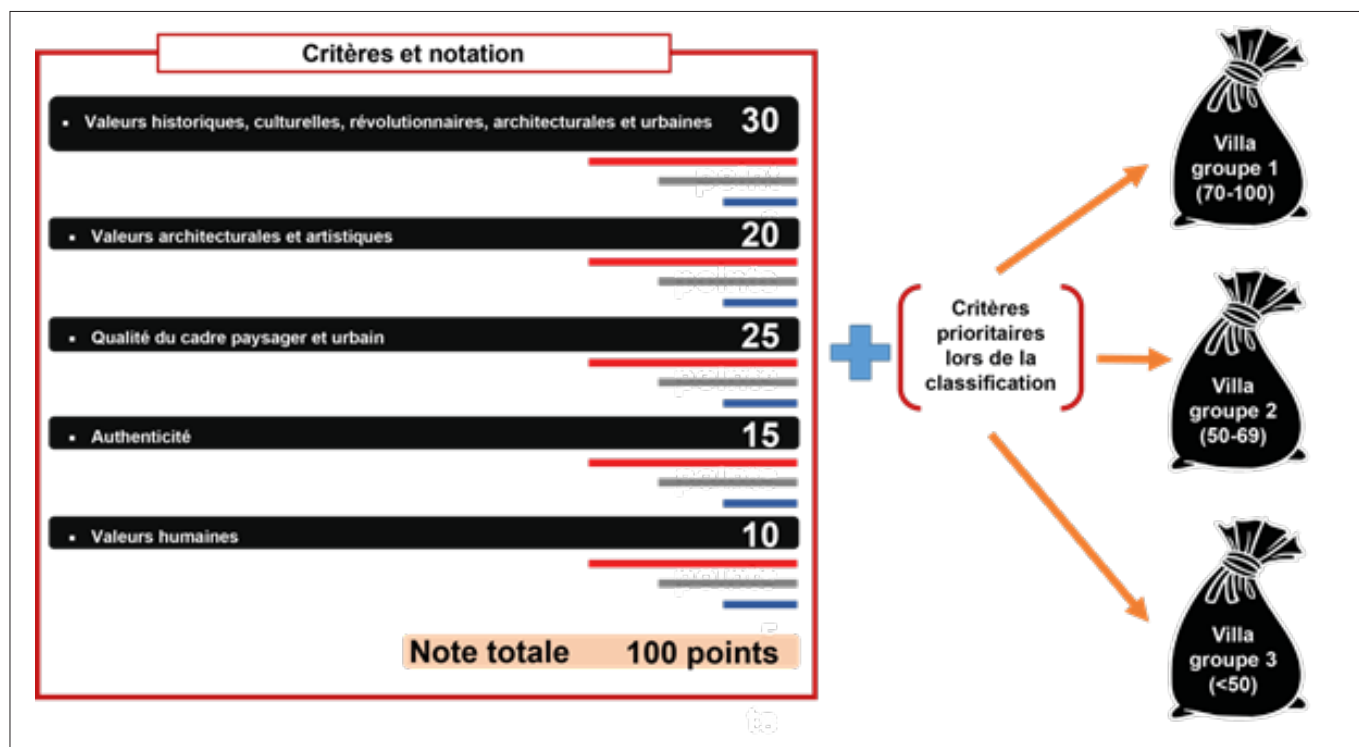 Critères et notation
▪ Valeurs historiques, culturelles, révolutionnaires, architecturales et urbaines 30
▪ Valeurs architecturales et artistiques 20
▪ Qualité du cadre paysager et urbain 25
▪ Authenticité 15
▪ Valeurs humaines 10
Note totale 100 points
Critères
prioritaires
lors de la
classification
Villa
groupe 1
(70-100)
Villa
groupe 2
(50-69)
Villa
groupe 3
(<50)